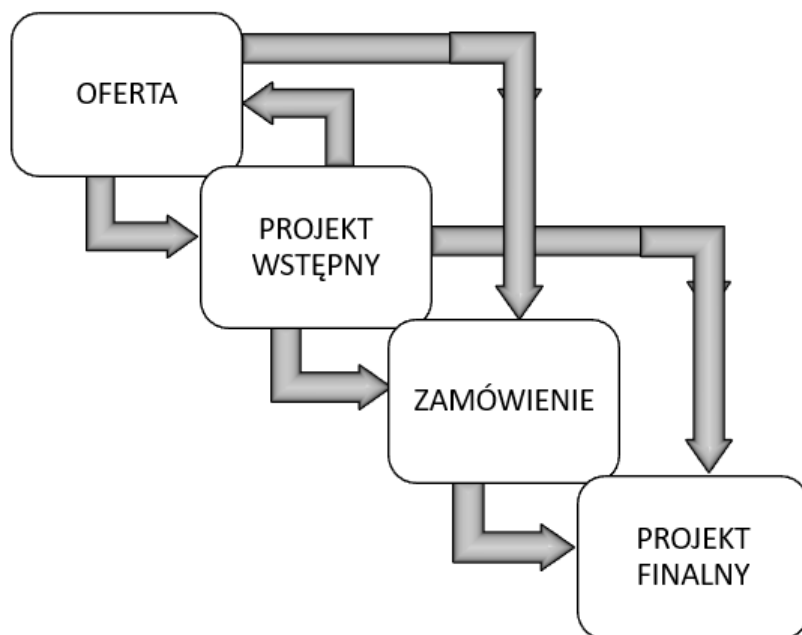 OFERTA
PROJEKT
WSTĘPNY
ZAMÓWIENIE
PROJEKT
FINALNY